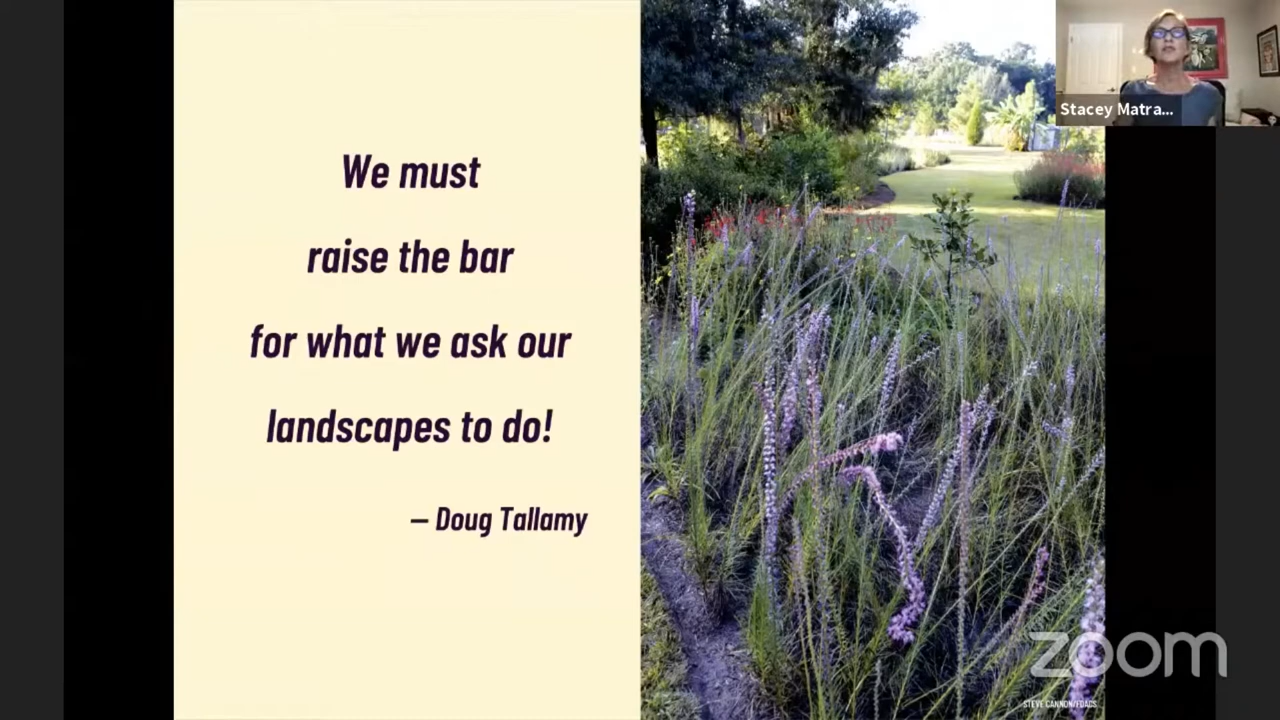 We must
raise the bar
for what we ask our
landscapes to do!
— Doug Tallamy
Stacey Matra...
zoom
STEVE CANNON/FDACS